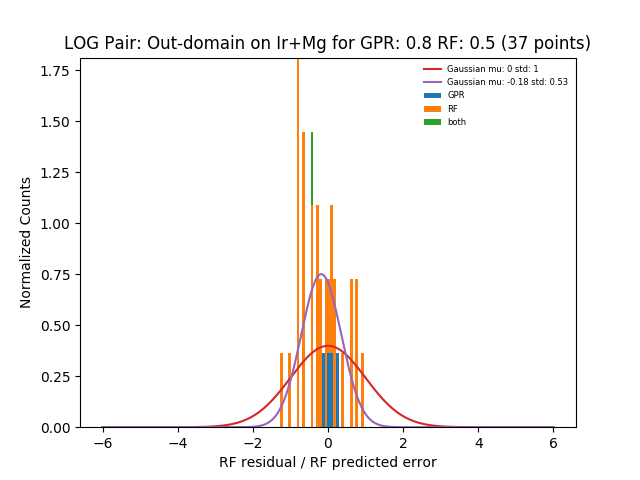 LOG Pair: Out-domain on Ir+Mg for GPR: 0.8 RF: 0.5 (37 points)
Gaussian mu: 0 std: 1
Gaussian mu: -0.18 std: 0.53
GPR
RF
both
Normalized Counts
1.75
1.50
1.25
1.00
0.75
0.50
0.25
0.00
−6 −4 −2 0 2 4 6
RF residual / RF predicted error